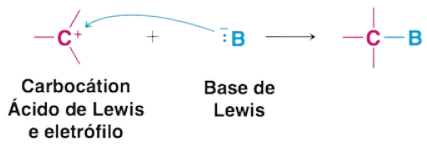 C⁺ + :B⁻ → C—B
Carbocátion
Ácido de Lewis
e eletrófilo
Base de
Lewis